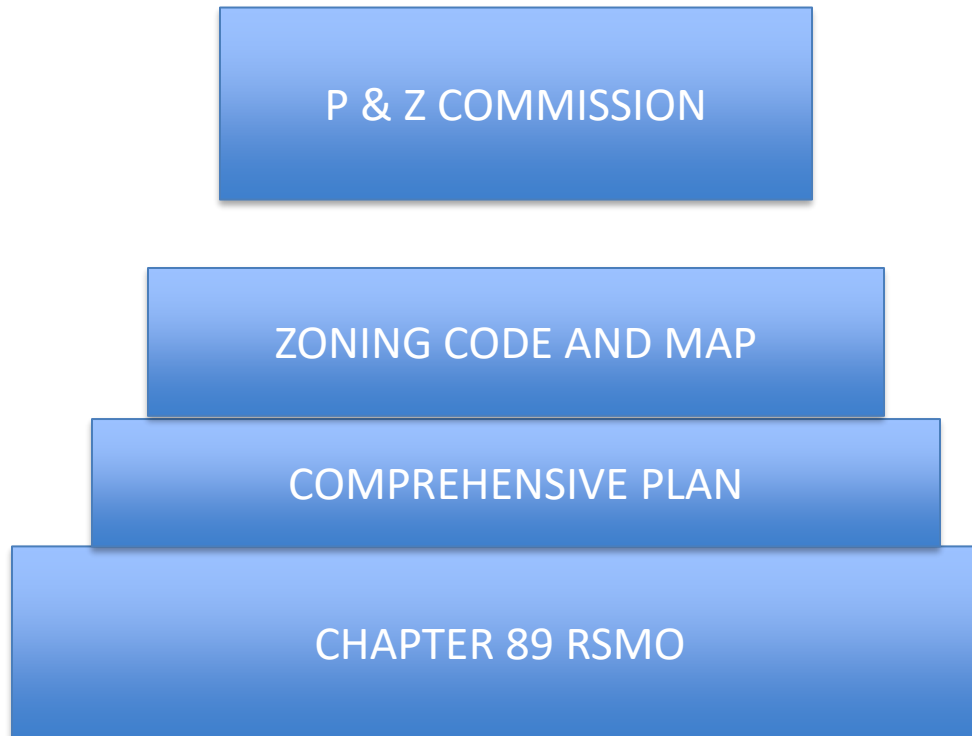 P & Z COMMISSION
ZONING CODE AND MAP
COMPREHENSIVE PLAN
CHAPTER 89 RSMO